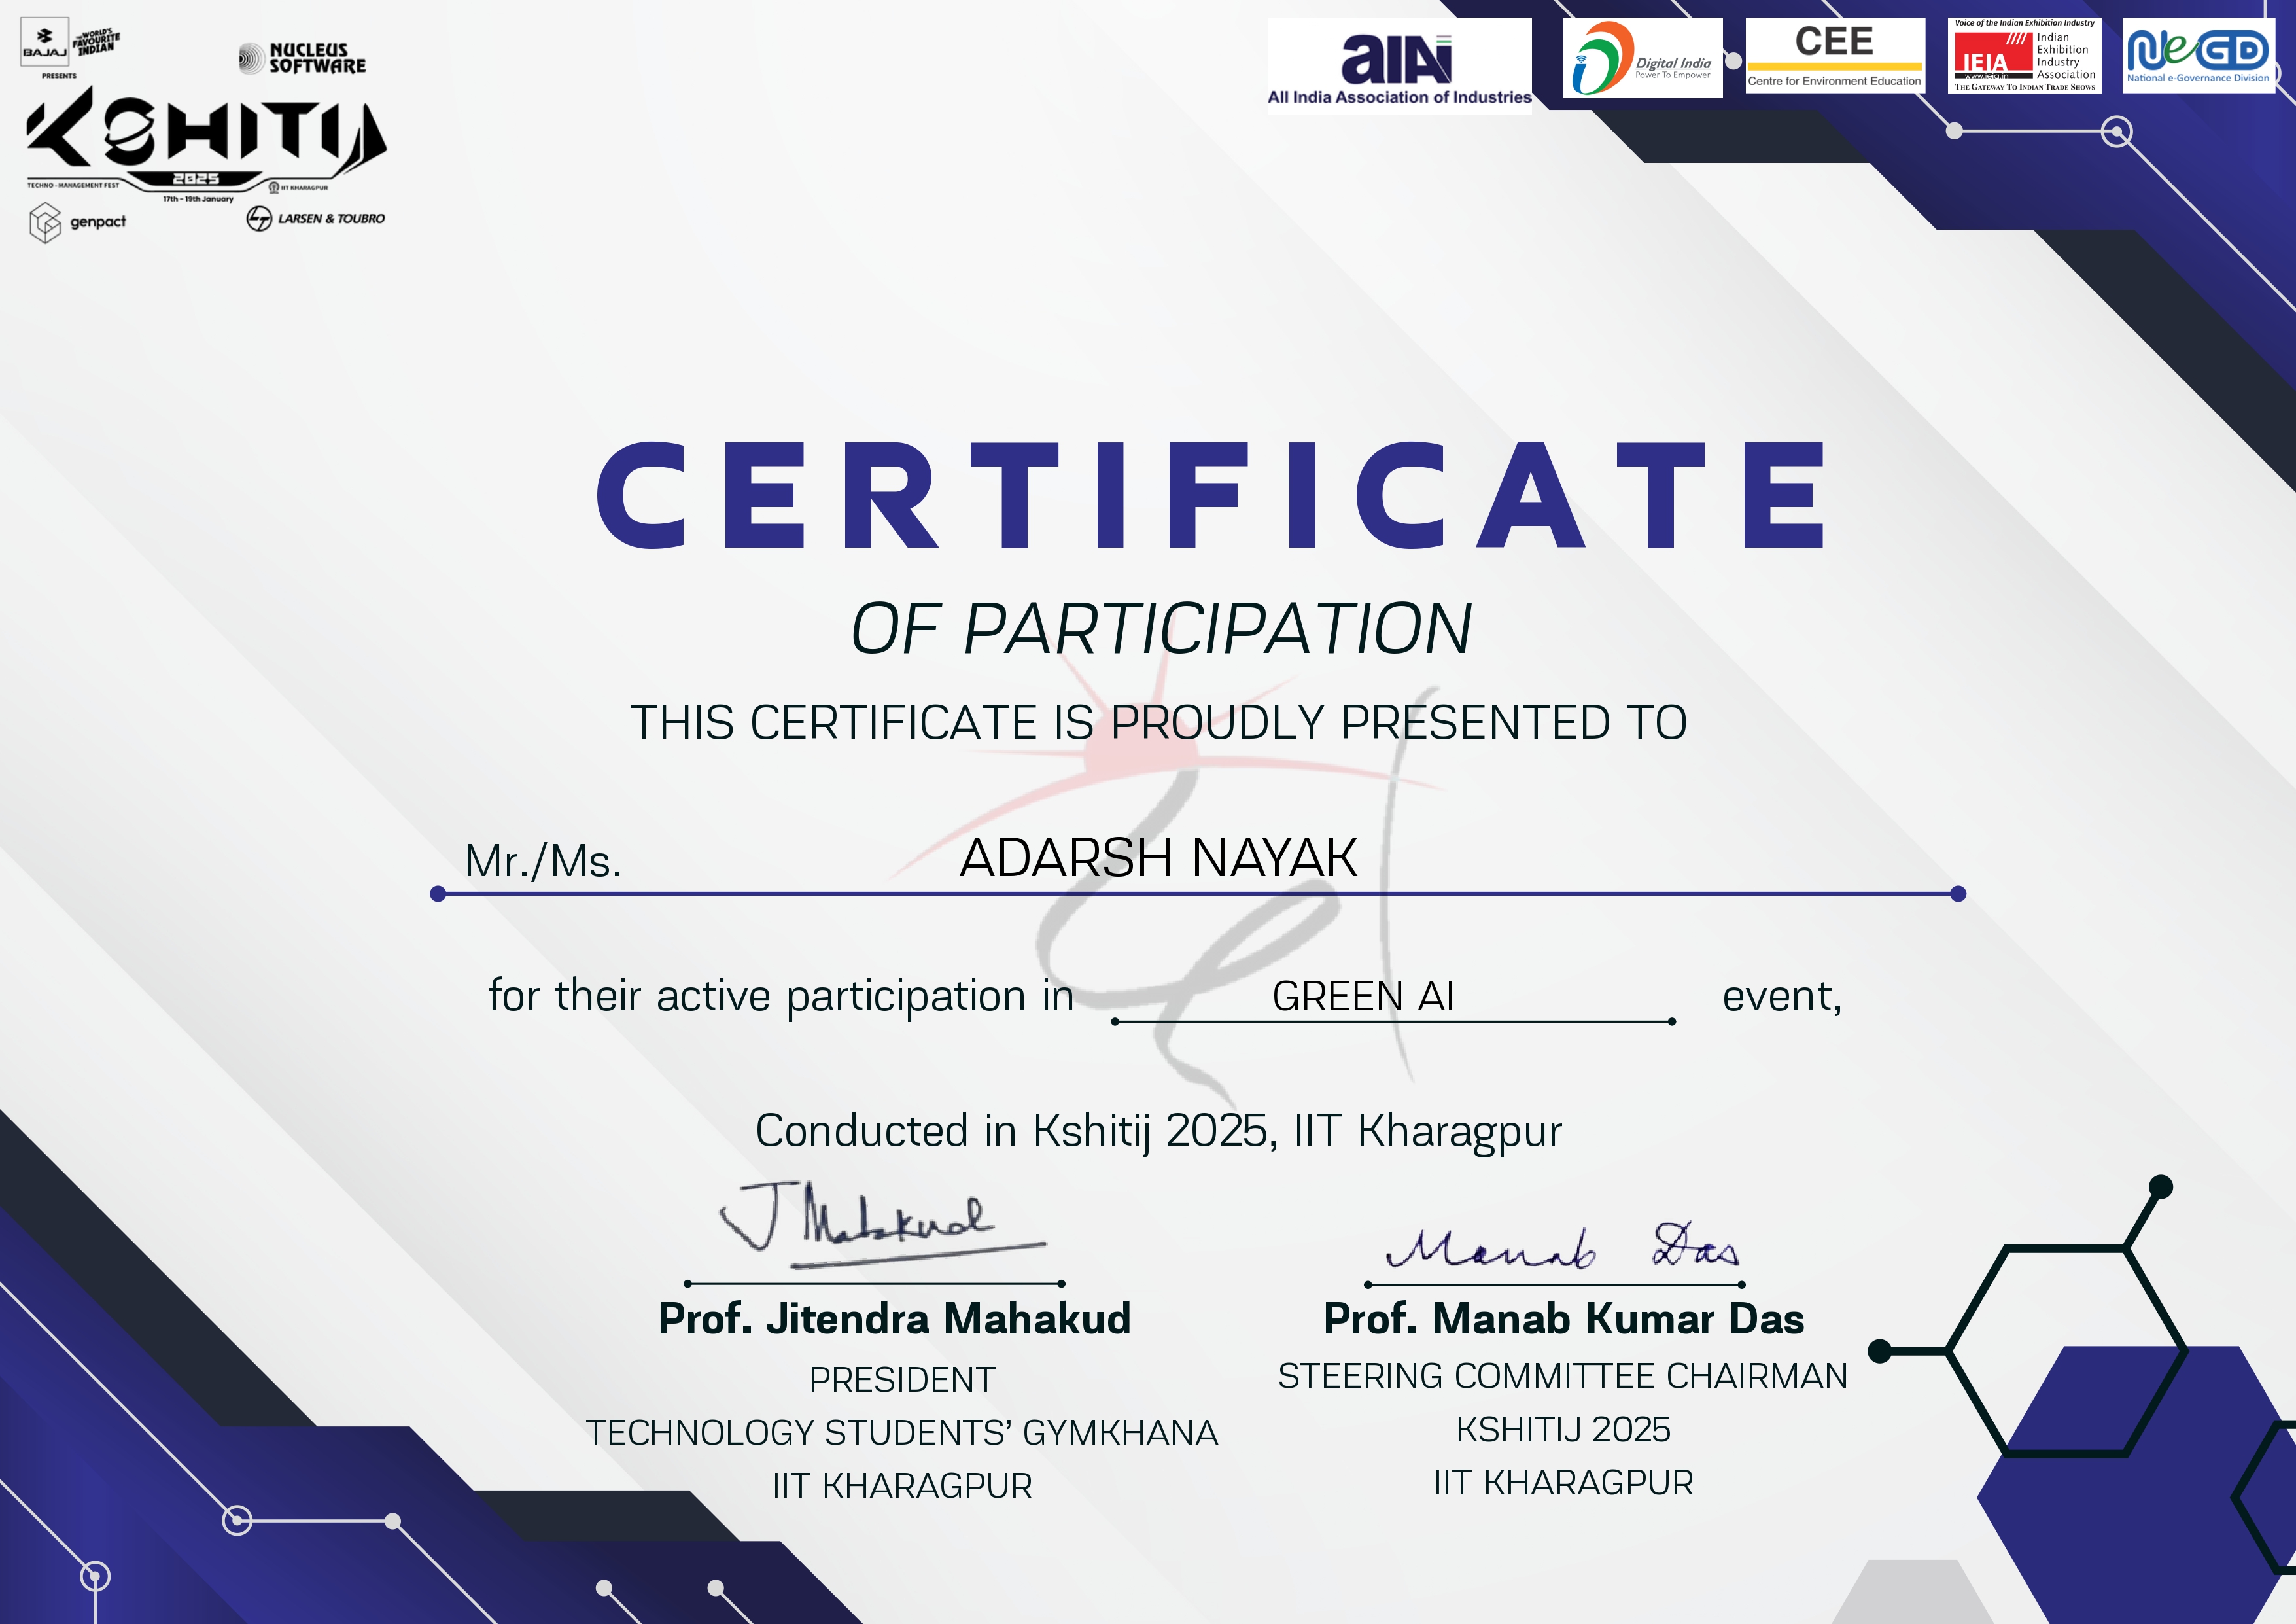 BAJAJ
THE WORLD'S
FAVOURITE
INDIAN
PRESENTS
NUCLEUS
SOFTWARE
KSHITIJ
2025
TECHNO - MANAGEMENT FEST
IIT KHARAGPUR
17th - 19th January
genpact
LARSEN & TOUBRO
aiAi
All India Association of Industries
Digital India
Power To Empower
CEE
Centre for Environment Education
Voice of the Indian Exhibition Industry
IEIA
www.ieia.in
Indian
Exhibition
Industry
Association
THE GATEWAY TO INDIAN TRADE SHOWS
NeGD
National e-Governance Division
CERTIFICATE
OF PARTICIPATION
THIS CERTIFICATE IS PROUDLY PRESENTED TO
Mr./Ms. ADARSH NAYAK
for their active participation in GREEN AI event,
Conducted in Kshitij 2025, IIT Kharagpur
J Mahakud
Manab Das
Prof. Jitendra Mahakud
PRESIDENT
TECHNOLOGY STUDENTS’ GYMKHANA
IIT KHARAGPUR
Prof. Manab Kumar Das
STEERING COMMITTEE CHAIRMAN
KSHITIJ 2025
IIT KHARAGPUR